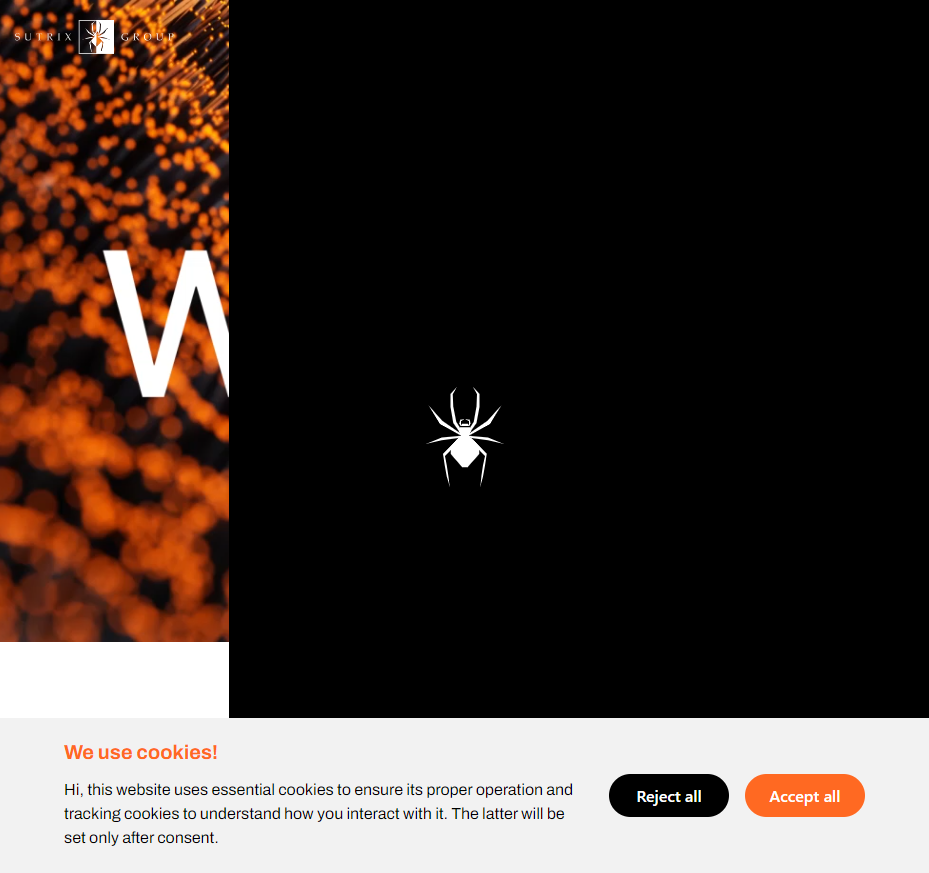 SUTRIX GROUP
W
We use cookies!
Hi, this website uses essential cookies to ensure its proper operation and
tracking cookies to understand how you interact with it. The latter will be
set only after consent.
Reject all
Accept all